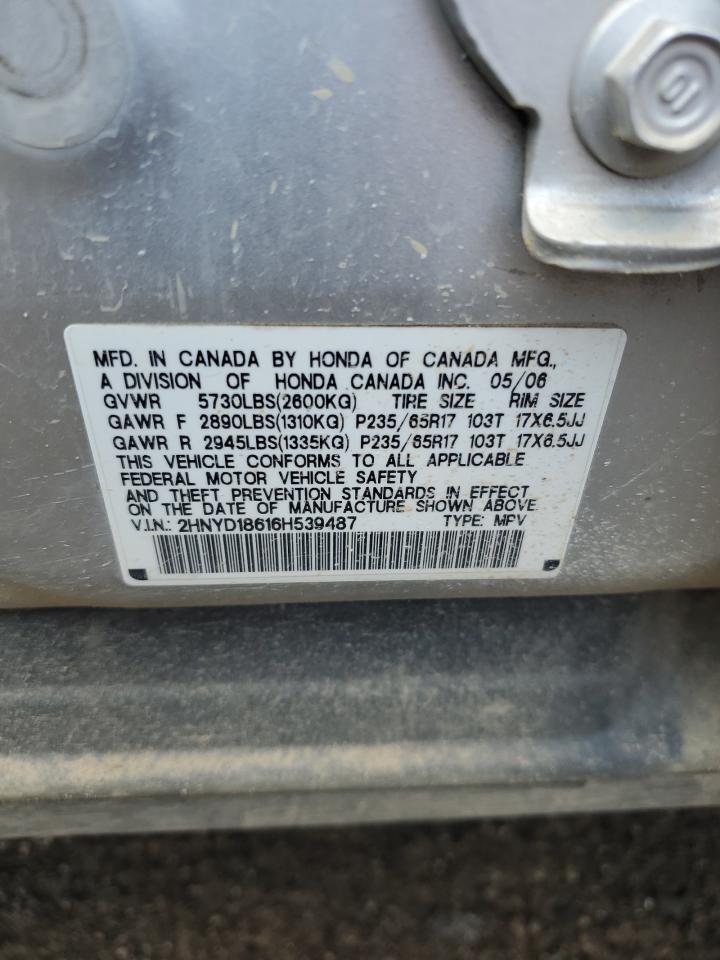 MFD. IN CANADA BY HONDA OF CANADA MFG.,
A DIVISION OF HONDA CANADA INC. 05/06
GVWR 5730LBS(2600KG) TIRE SIZE RIM SIZE
GAWR F 2890LBS(1310KG) P235/65R17 103T 17X6.5JJ
GAWR R 2945LBS(1335KG) P235/65R17 103T 17X6.5JJ
THIS VEHICLE CONFORMS TO ALL APPLICABLE
FEDERAL MOTOR VEHICLE SAFETY
AND THEFT PREVENTION STANDARDS IN EFFECT
ON THE DATE OF MANUFACTURE SHOWN ABOVE.
V.I.N.: 2HNYD18616H539487 TYPE: MPV